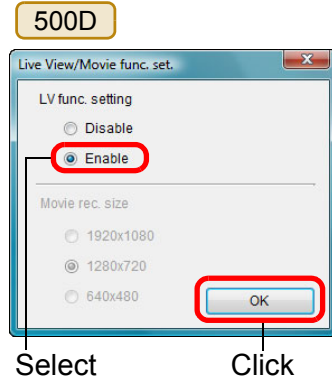 500D
Live View/Movie func. set.
LV func. setting
Disable
Enable
Movie rec. size
1920x1080
1280x720
640x480
OK
Select Click